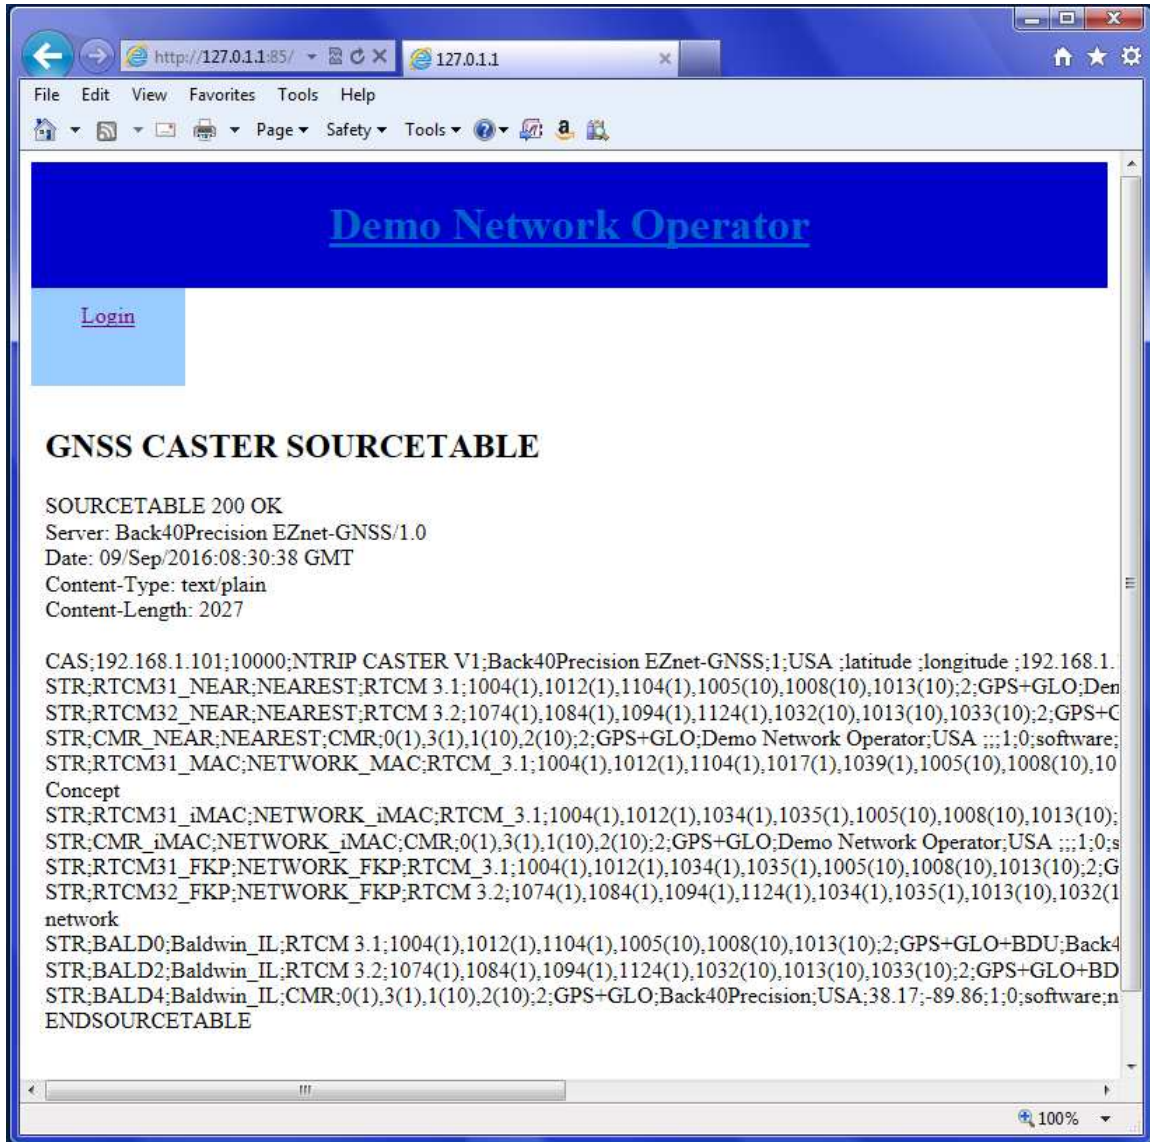 http://127.0.1.1:85/
127.0.1.1
File Edit View Favorites Tools Help
Page Safety Tools
Demo Network Operator
Login
GNSS CASTER SOURCETABLE
SOURCETABLE 200 OK
Server: Back40Precision EZnet-GNSS/1.0
Date: 09/Sep/2016:08:30:38 GMT
Content-Type: text/plain
Content-Length: 2027
CAS;192.168.1.101;10000;NTRIP CASTER V1;Back40Precision EZnet-GNSS;1;USA ;latitude ;longitude ;192.168.1.
STR;RTCM31_NEAR;NEAREST;RTCM 3.1;1004(1),1012(1),1104(1),1005(10),1008(10),1013(10);2;GPS+GLO;Den
STR;RTCM32_NEAR;NEAREST;RTCM 3.2;1074(1),1084(1),1094(1),1124(1),1032(10),1013(10),1033(10);2;GPS+G
STR;CMR_NEAR;NEAREST;CMR;0(1),3(1),1(10),2(10);2;GPS+GLO;Demo Network Operator;USA ;;;1;0;software;
STR;RTCM31_MAC;NETWORK_MAC;RTCM_3.1;1004(1),1012(1),1104(1),1017(1),1039(1),1005(10),1008(10),10
Concept
STR;RTCM31_iMAC;NETWORK_iMAC;RTCM_3.1;1004(1),1012(1),1034(1),1035(1),1005(10),1008(10),1013(10);
STR;CMR_iMAC;NETWORK_iMAC;CMR;0(1),3(1),1(10),2(10);2;GPS+GLO;Demo Network Operator;USA ;;;1;0;s
STR;RTCM31_FKP;NETWORK_FKP;RTCM_3.1;1004(1),1012(1),1034(1),1035(1),1005(10),1008(10),1013(10);2;G
STR;RTCM32_FKP;NETWORK_FKP;RTCM 3.2;1074(1),1084(1),1094(1),1124(1),1034(1),1035(1),1013(10),1032(1
network
STR;BALD0;Baldwin_IL;RTCM 3.1;1004(1),1012(1),1104(1),1005(10),1008(10),1013(10);2;GPS+GLO+BDU;Back4
STR;BALD2;Baldwin_IL;RTCM 3.2;1074(1),1084(1),1094(1),1124(1),1032(10),1013(10),1033(10);2;GPS+GLO+BD
STR;BALD4;Baldwin_IL;CMR;0(1),3(1),1(10),2(10);2;GPS+GLO;Back40Precision;USA;38.17;-89.86;1;0;software;n
ENDSOURCETABLE
100%